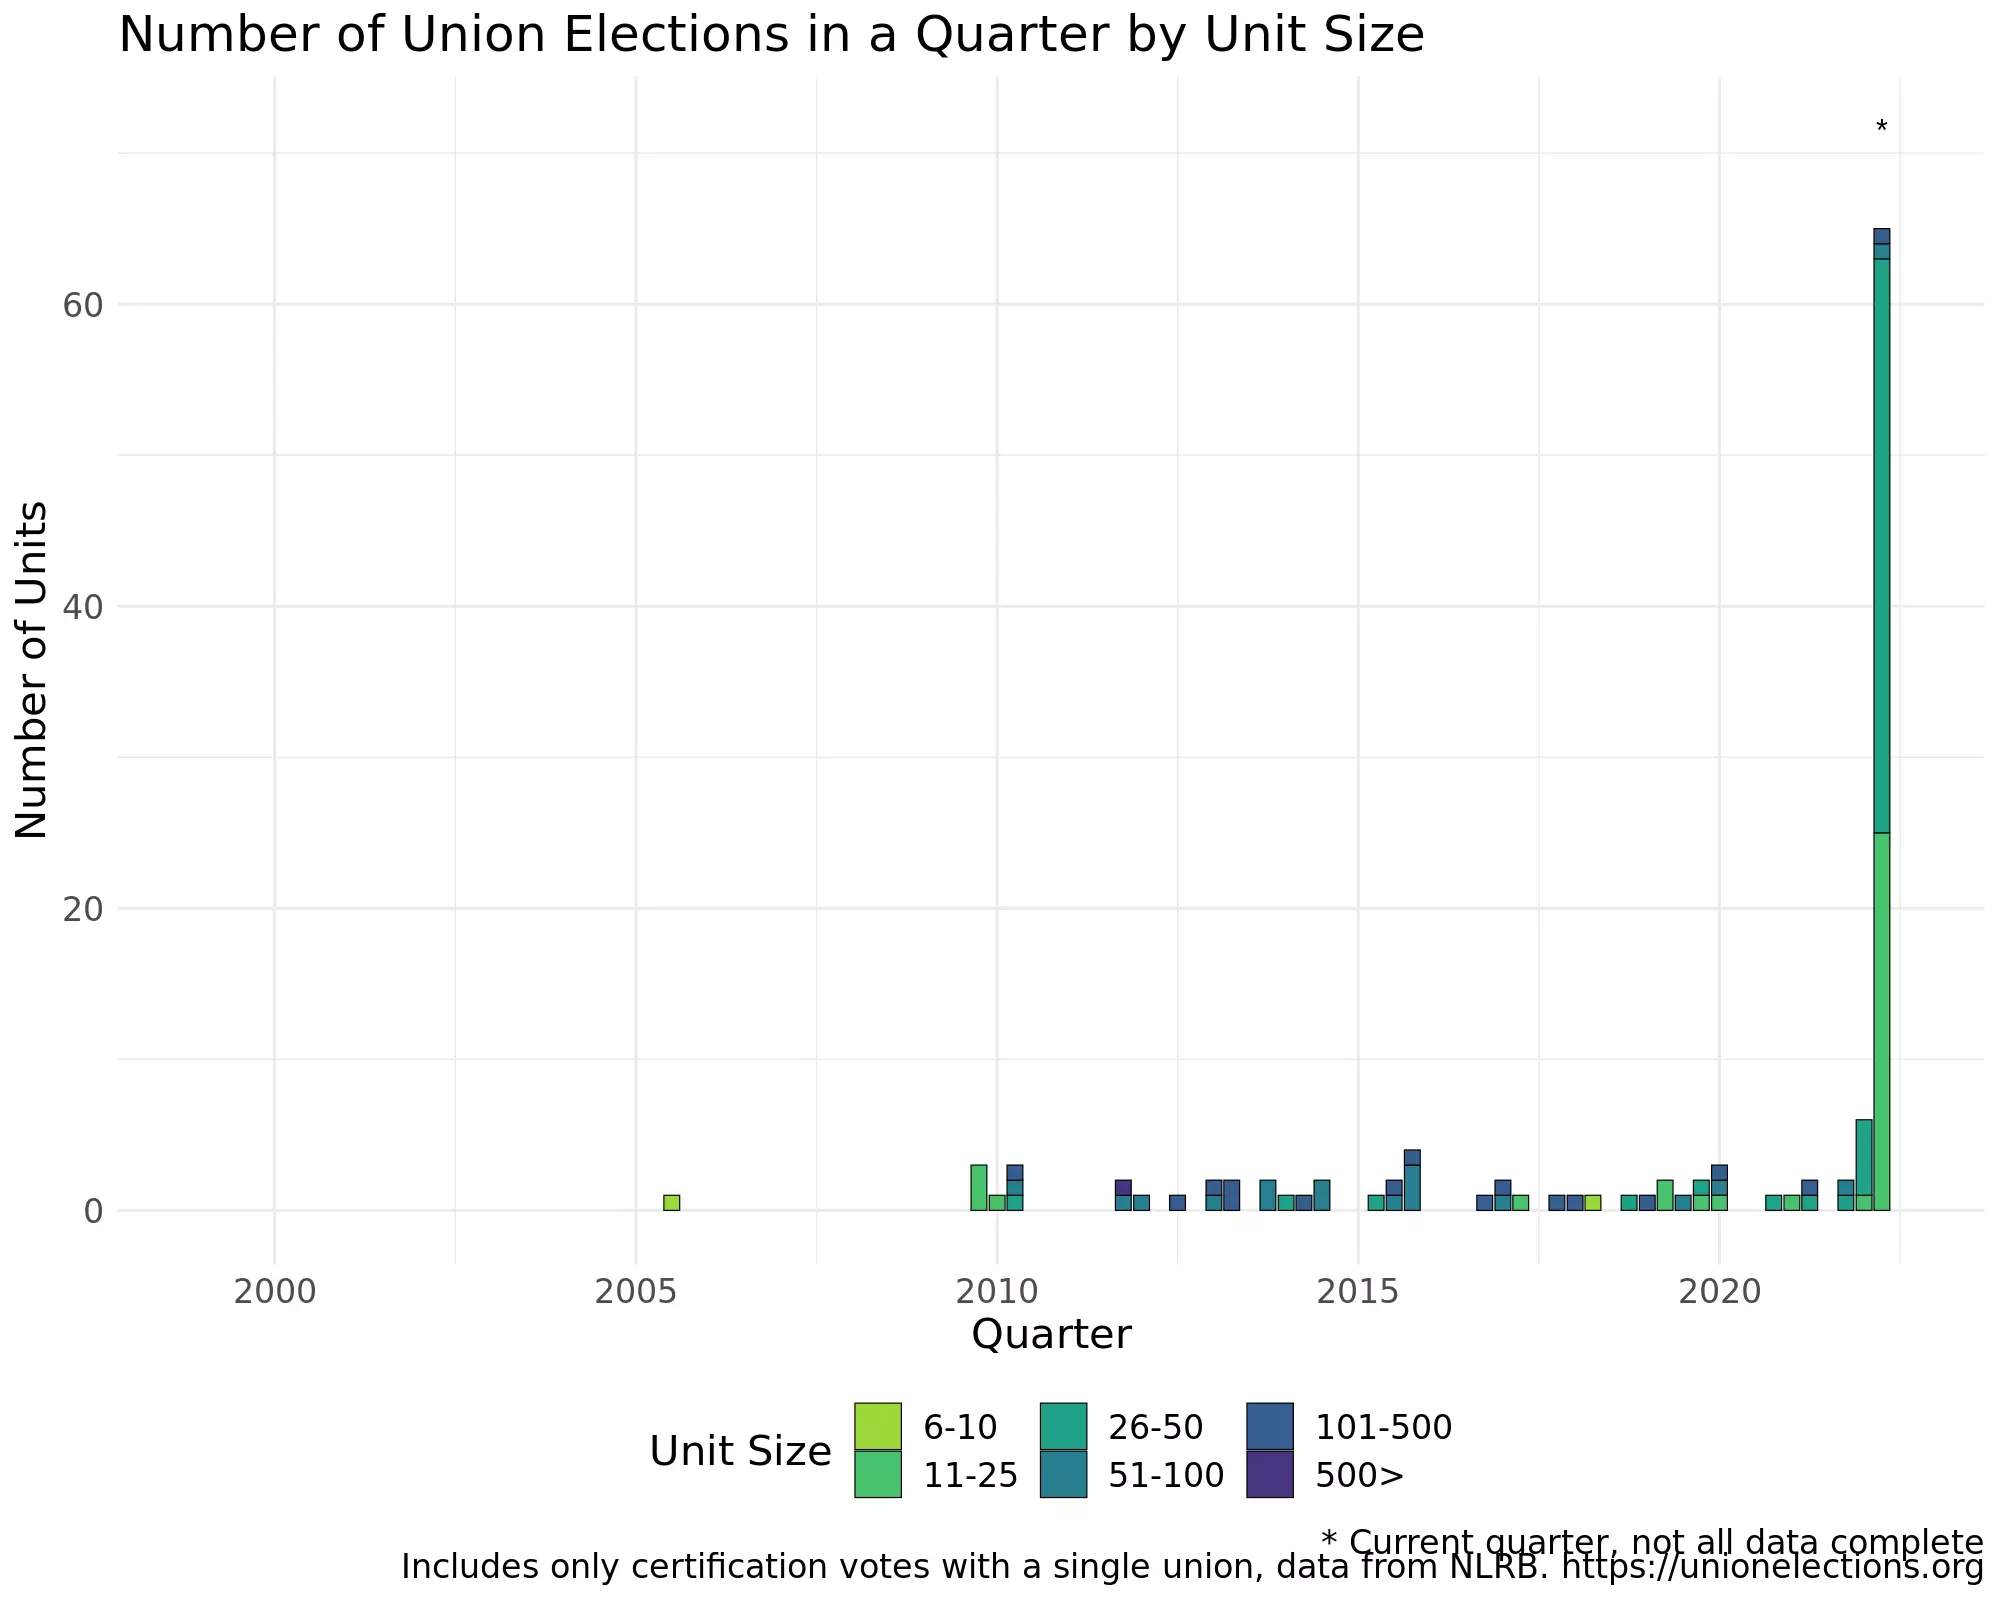 Number of Union Elections in a Quarter by Unit Size
*
60
40
20
0
Number of Units
2000 2005 2010 2015 2020
Quarter
Unit Size
6-10 26-50 101-500
11-25 51-100 500>
* Current quarter, not all data complete
Includes only certification votes with a single union, data from NLRB. https://unionelections.org